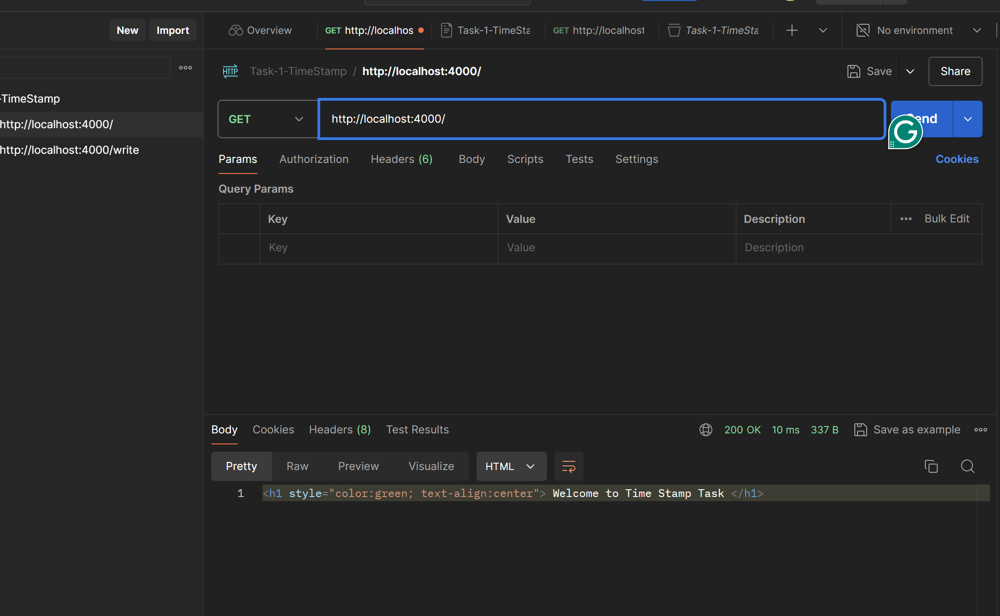 New Import
Overview
GET http://localhos
Task-1-TimeSta
GET http://localhost
Task-1-TimeSta
No environment
HTTP Task-1-TimeStamp / http://localhost:4000/
Save
Share
-TimeStamp
http://localhost:4000/
http://localhost:4000/write
GET
http://localhost:4000/
Send
G
Params Authorization Headers (6) Body Scripts Tests Settings
Cookies
Query Params
Key Value Description ••• Bulk Edit
Key Value Description
Body Cookies Headers (8) Test Results
200 OK 10 ms 337 B Save as example
Pretty Raw Preview Visualize HTML
1 <h1 style="color:green; text-align:center"> Welcome to Time Stamp Task </h1>